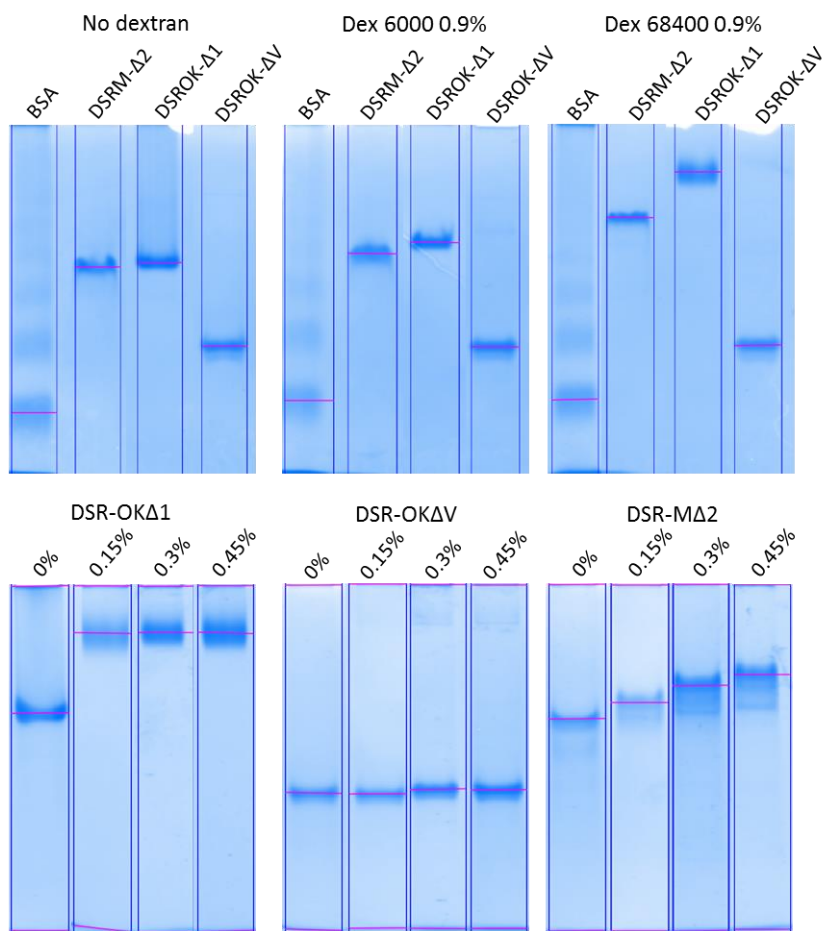 No dextran
Dex 6000 0.9%
Dex 68400 0.9%
BSA
DSRM-Δ2
DSROK-Δ1
DSROK-ΔV
BSA
DSRM-Δ2
DSROK-Δ1
DSROK-ΔV
BSA
DSRM-Δ2
DSROK-Δ1
DSROK-ΔV
DSR-OKΔ1
DSR-OKΔV
DSR-MΔ2
0%
0.15%
0.3%
0.45%
0%
0.15%
0.3%
0.45%
0%
0.15%
0.3%
0.45%